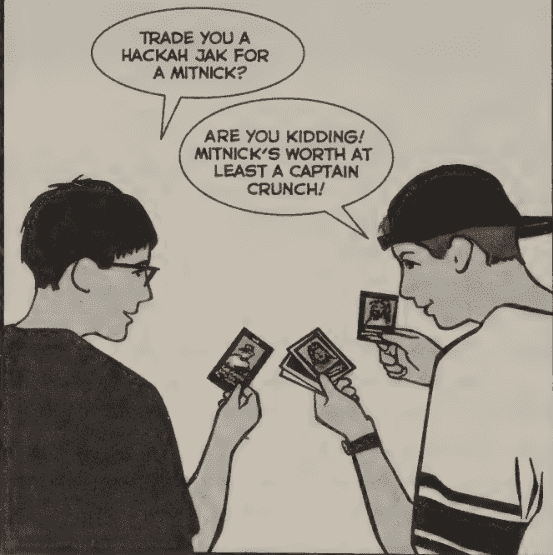 TRADE YOU A
HACKAH JAK FOR
A MITNICK?
ARE YOU KIDDING!
MITNICK'S WORTH AT
LEAST A CAPTAIN
CRUNCH!